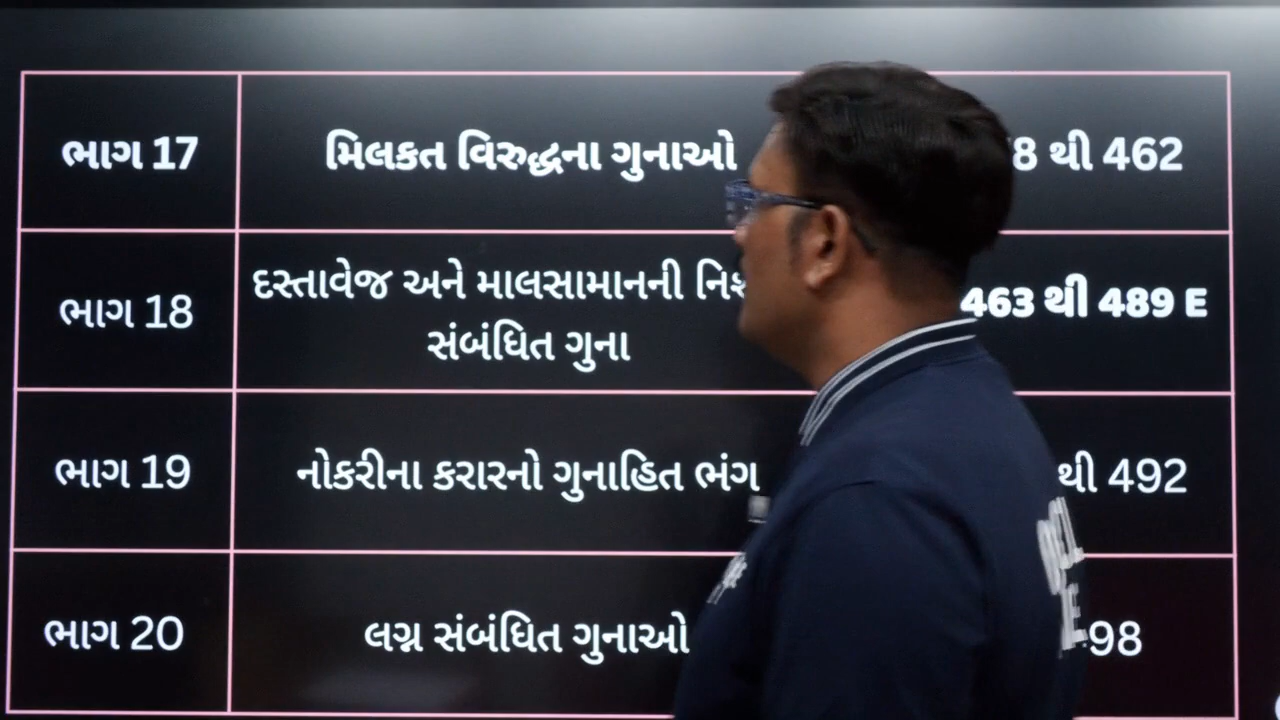 ભાગ 17
મિલકત વિરુદ્ધના ગુનાઓ
8 થી 462
ભાગ 18
દસ્તાવેજ અને માલસામાનની
સંબંધિત ગુના
463 થી 489 E
ભાગ 19
નોકરીના કરારનો ગુનાહિત ભંગ
થી 492
ભાગ 20
લગ્ન સંબંધિત ગુનાઓ
98